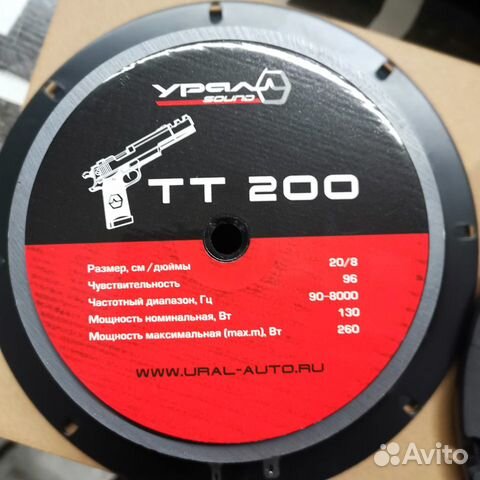 Урал
sound
TT 200
Размер, см /дюймы 20/8
Чувствительность 96
Частотный диапазон, Гц 90-8000
Мощность номинальная, Вт 130
Мощность максимальная (max.m), Вт 260
WWW.URAL-AUTO.RU
Avito